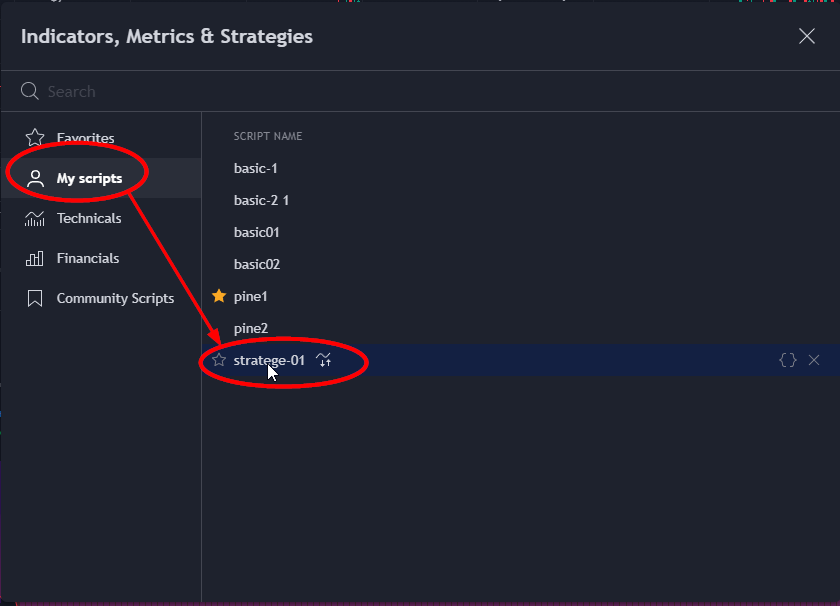 Indicators, Metrics & Strategies
Search
Favorites
My scripts
Technicals
Financials
Community Scripts
SCRIPT NAME
basic-1
basic-2 1
basic01
basic02
pine1
pine2
stratege-01